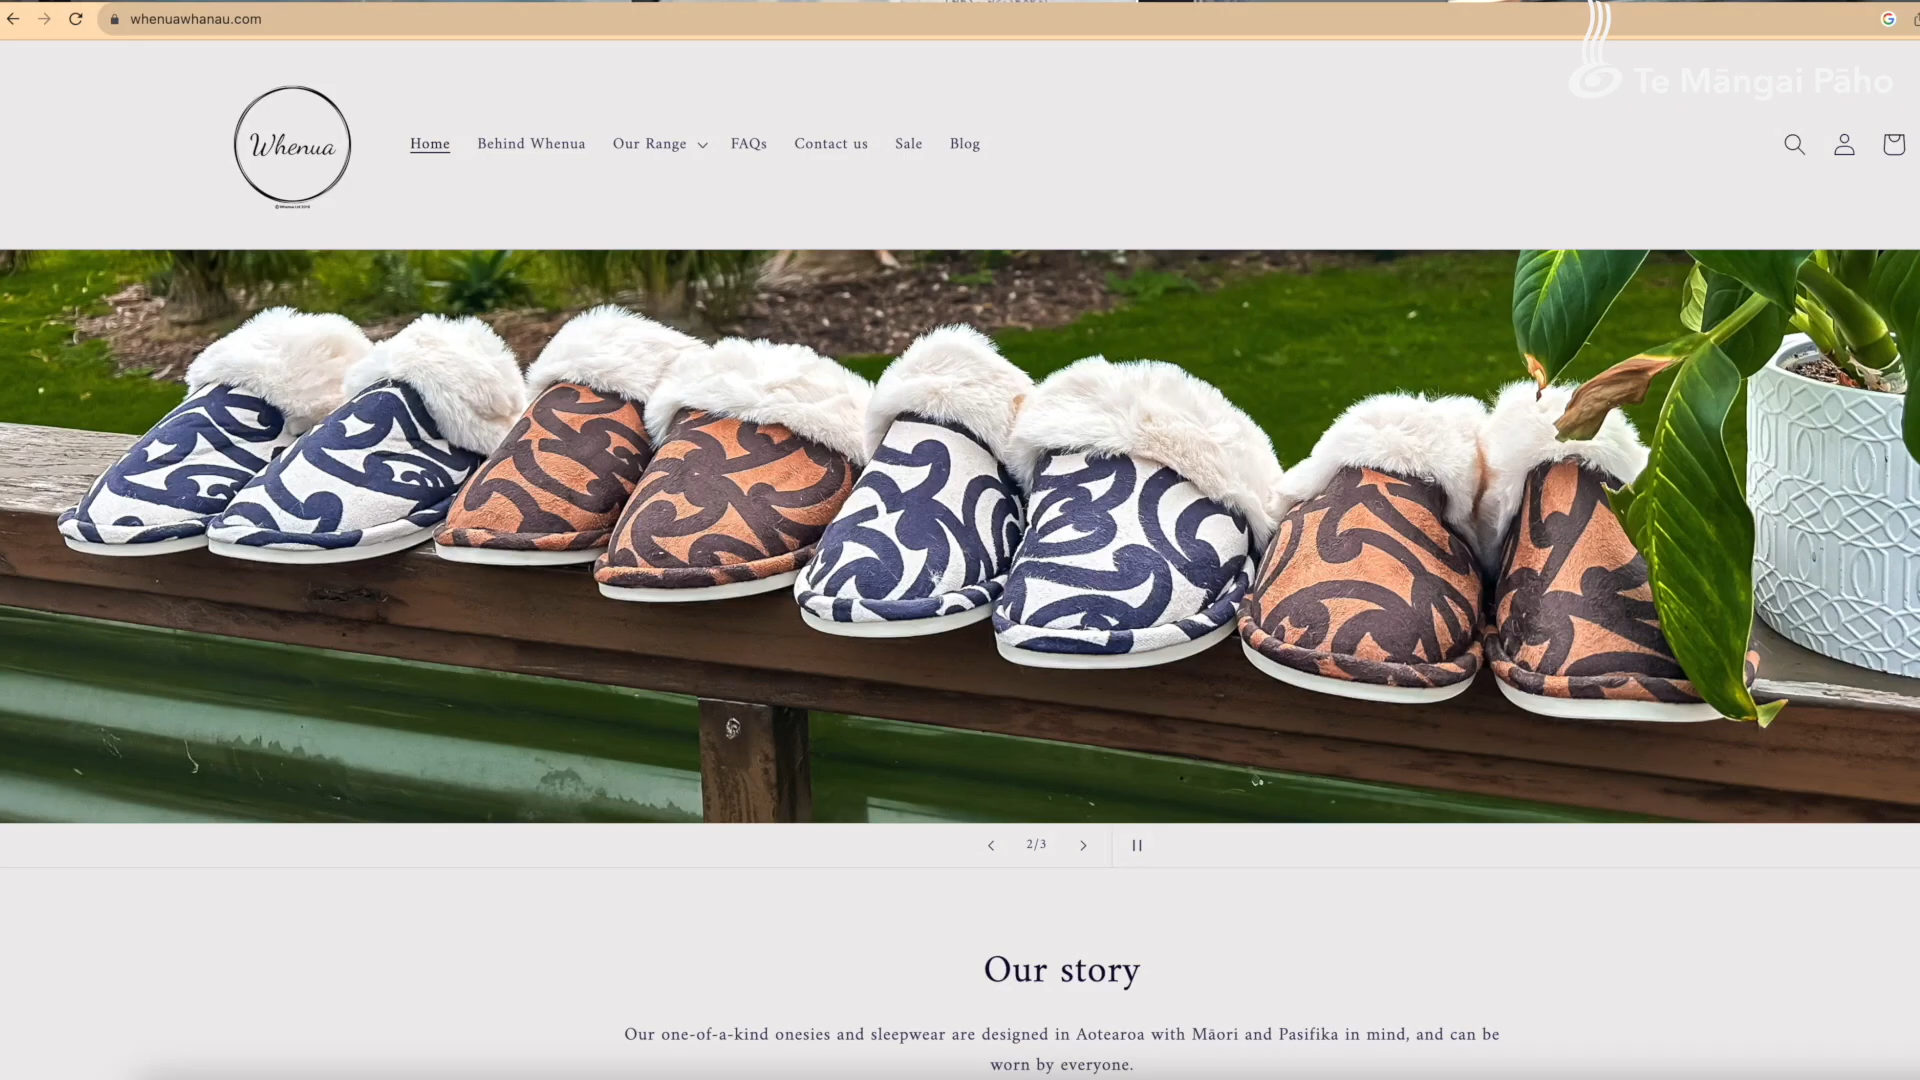 whenuawhanau.com
Te Māngai Pāho
Whenua
Home Behind Whenua Our Range FAQs Contact us Sale Blog
2/3
Our story
Our one-of-a-kind onesies and sleepwear are designed in Aotearoa with Māori and Pasifika in mind, and can be
worn by everyone.